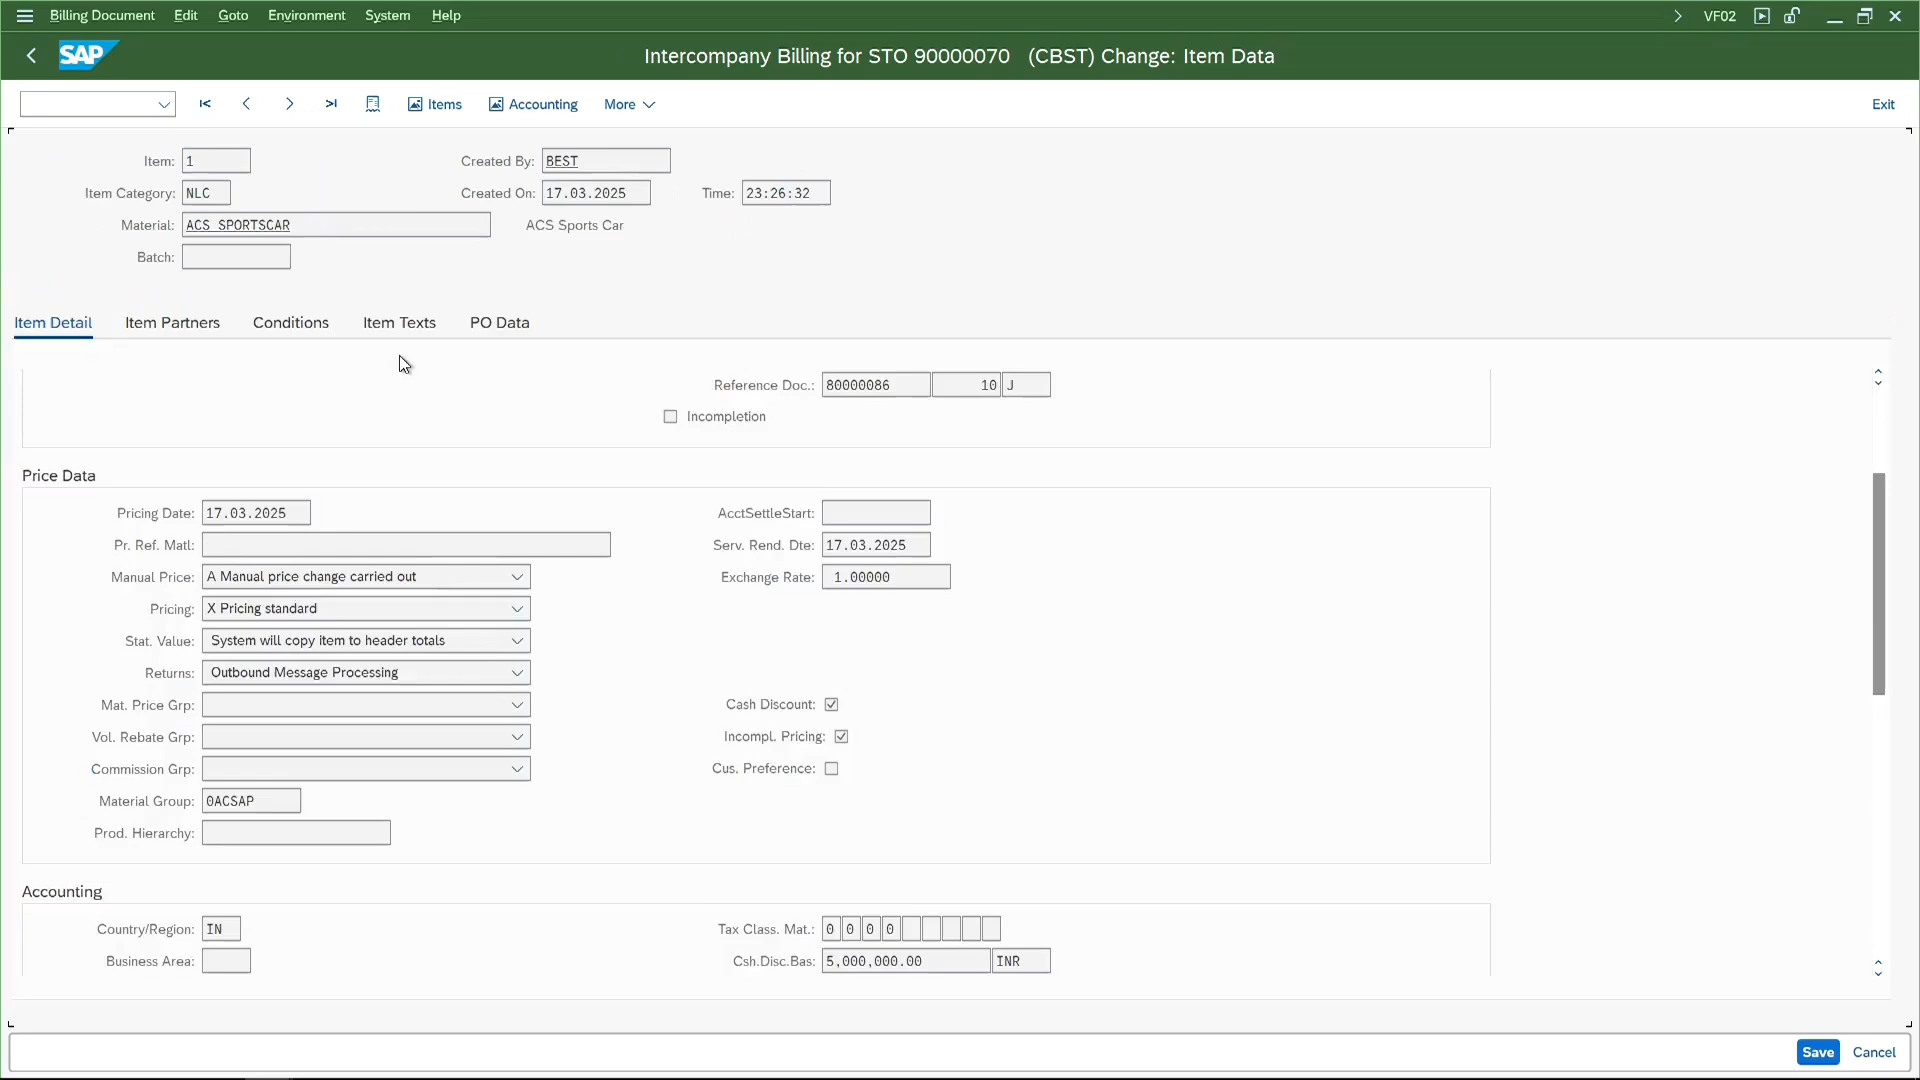 Billing Document Edit Goto Environment System Help VF02
SAP Intercompany Billing for STO 90000070 (CBST) Change: Item Data
Items Accounting More Exit
Item: 1 Created By: BEST
Item Category: NLC Created On: 17.03.2025 Time: 23:26:32
Material: ACS SPORTSCAR ACS Sports Car
Batch:
Item Detail Item Partners Conditions Item Texts PO Data
Reference Doc.: 80000086 10 J
Incompletion
Price Data
Pricing Date: 17.03.2025 AcctSettleStart:
Pr. Ref. Matl: Serv. Rend. Dte: 17.03.2025
Manual Price: A Manual price change carried out Exchange Rate: 1.00000
Pricing: X Pricing standard
Stat. Value: System will copy item to header totals
Returns: Outbound Message Processing
Mat. Price Grp: Cash Discount:
Vol. Rebate Grp: Incompl. Pricing:
Commission Grp: Cus. Preference:
Material Group: 0ACSAP
Prod. Hierarchy:
Accounting
Country/Region: IN Tax Class. Mat.: 0 0 0 0
Business Area: Csh.Disc.Bas: 5,000,000.00 INR
Save Cancel